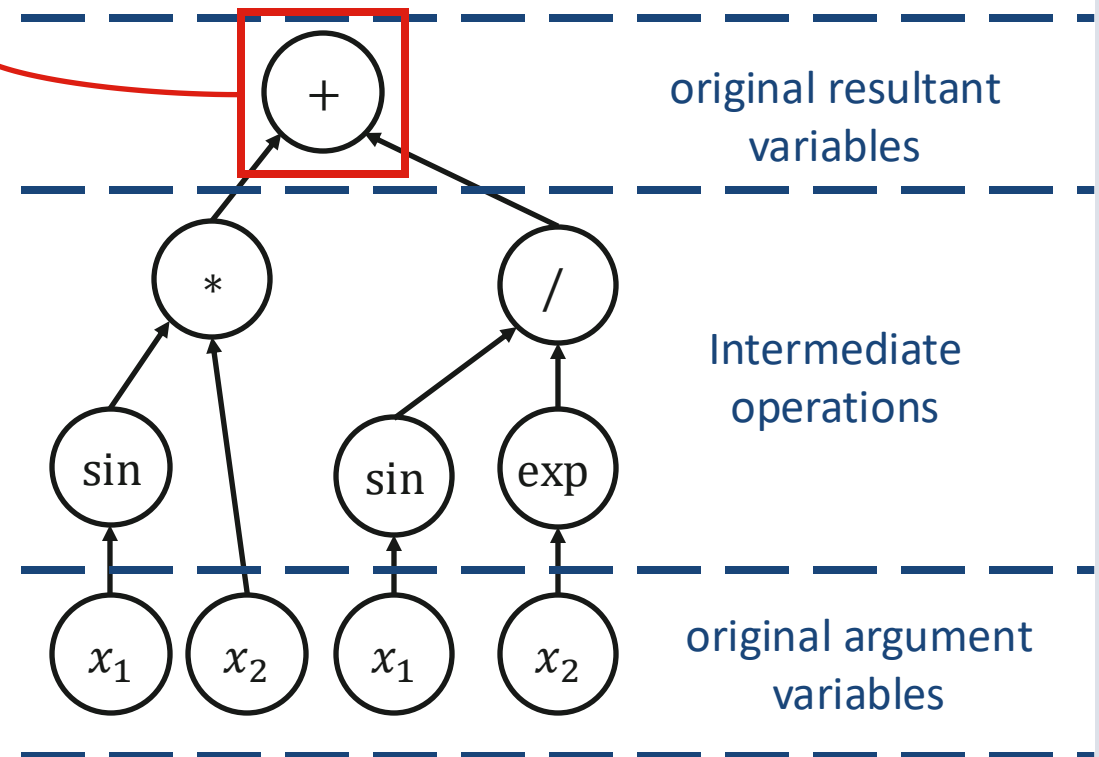 +
original resultant
variables
*
/
Intermediate
operations
sin
sin
exp
x₁
x₂
x₁
x₂
original argument
variables